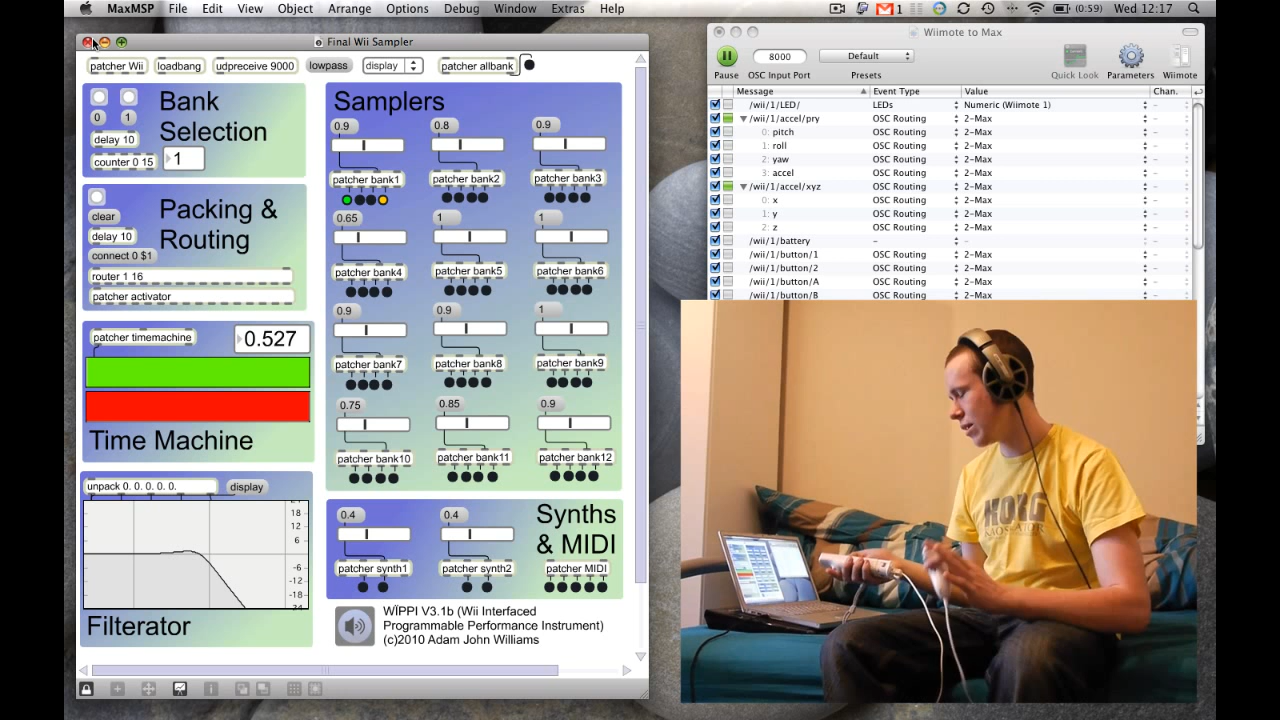 MaxMSP File Edit View Object Arrange Options Debug Window Extras Help
1 (0:59) Wed 12:17
Final Wii Sampler
patcher Wii loadbang udpreceive 9000 lowpass display patcher allbank
Bank Selection
0 1
delay 10
counter 0 15 1
Packing & Routing
clear
delay 10
connect 0 $1
router 1 16
patcher activator
patcher timemachine 0.527
Time Machine
unpack 0. 0. 0. 0. 0. display
18
12
6
-6
-12
-18
Filterator
Samplers
0.9 0.8 0.9
patcher bank1 patcher bank2 patcher bank3
0.65 1 1
patcher bank4 patcher bank5 patcher bank6
0.9 0.9 1
patcher bank7 patcher bank8 patcher bank9
0.75 0.85 0.9
patcher bank10 patcher bank11 patcher bank12
Synths & MIDI
0.4 0.4
patcher synth1 patcher synth2 patcher MIDI
WÏPPI V3.1b (Wii Interfaced
Programmable Performance Instrument)
(c)2010 Adam John Williams
Wiimote to Max
8000 Default
Pause OSC Input Port Presets Quick Look Parameters Wiimote
Message Event Type Value Chan.
/wii/1/LED/ LEDs Numeric (Wiimote 1) –
/wii/1/accel/pry OSC Routing 2-Max –
0: pitch OSC Routing 2-Max –
1: roll OSC Routing 2-Max –
2: yaw OSC Routing 2-Max –
3: accel OSC Routing 2-Max –
/wii/1/accel/xyz OSC Routing 2-Max –
0: x OSC Routing 2-Max –
1: y OSC Routing 2-Max –
2: z OSC Routing 2-Max –
/wii/1/battery – – –
/wii/1/button/1 OSC Routing 2-Max –
/wii/1/button/2 OSC Routing 2-Max –
/wii/1/button/A OSC Routing 2-Max –
/wii/1/button/B OSC Routing 2-Max –
KORG